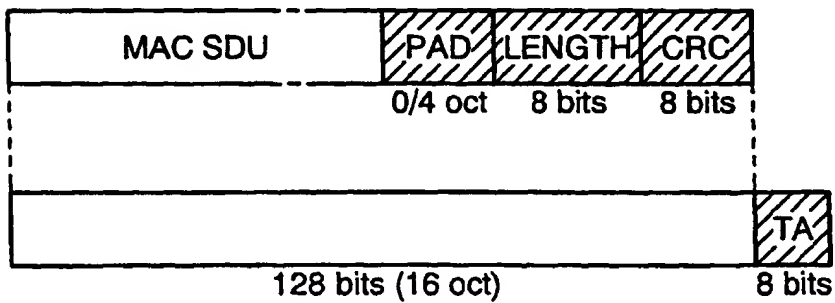 MAC SDU PAD LENGTH CRC
0/4 oct 8 bits 8 bits
TA
128 bits (16 oct) 8 bits